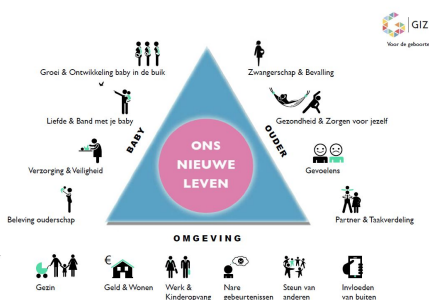 GIZ
Voor de geboorte
Groei & Ontwikkeling baby in de buik
Zwangerschap & Bevalling
Liefde & Band met je baby
Gezondheid & Zorgen voor jezelf
BABY
OUDER
ONS
NIEUWE
LEVEN
Verzorging & Veiligheid
Gevoelens
Beleving ouderschap
Partner & Taakverdeling
OMGEVING
€
Gezin
Geld & Wonen
Werk &
Kinderopvang
Nare
gebeurtenissen
Steun van
anderen
Invloeden
van buiten